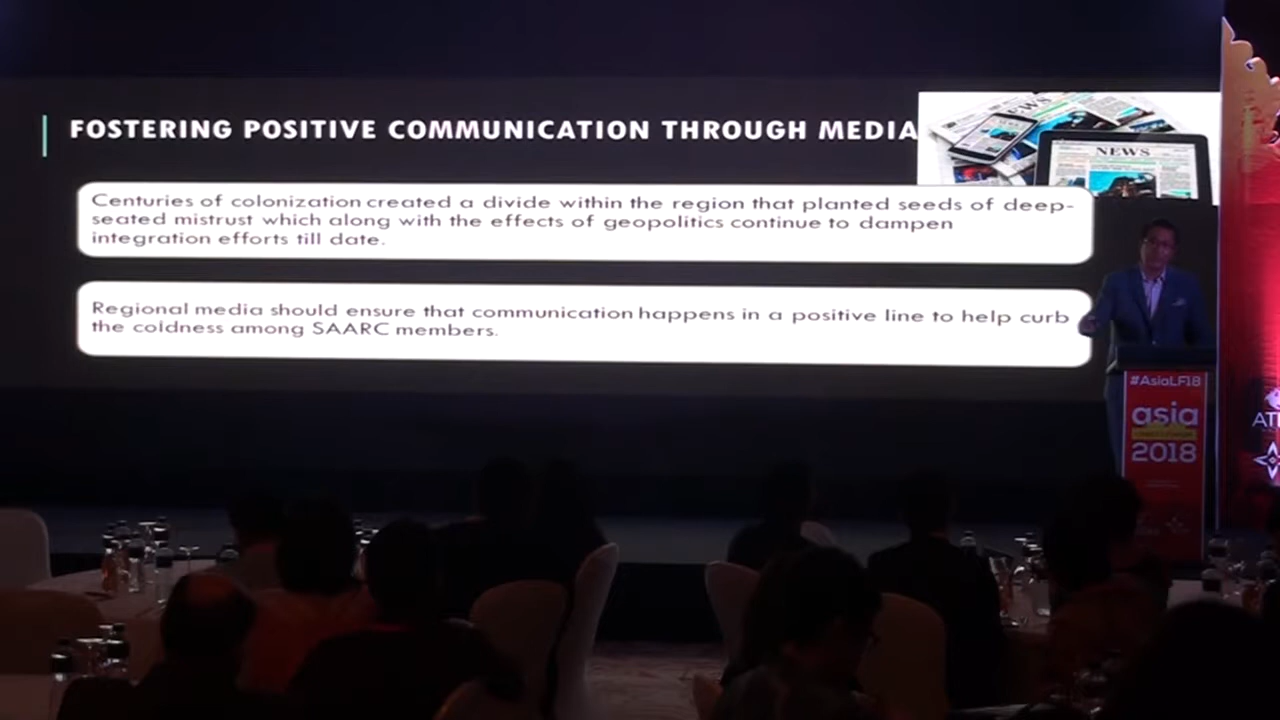 FOSTERING POSITIVE COMMUNICATION THROUGH MEDIA
NEWS
NEWS
Centuries of colonization created a divide within the region that planted seeds of deep-
seated mistrust which along with the effects of geopolitics continue to dampen
integration efforts till date.
Regional media should ensure that communication happens in a positive line to help curb
the coldness among SAARC members.
#AsiaLF18
asia
2018